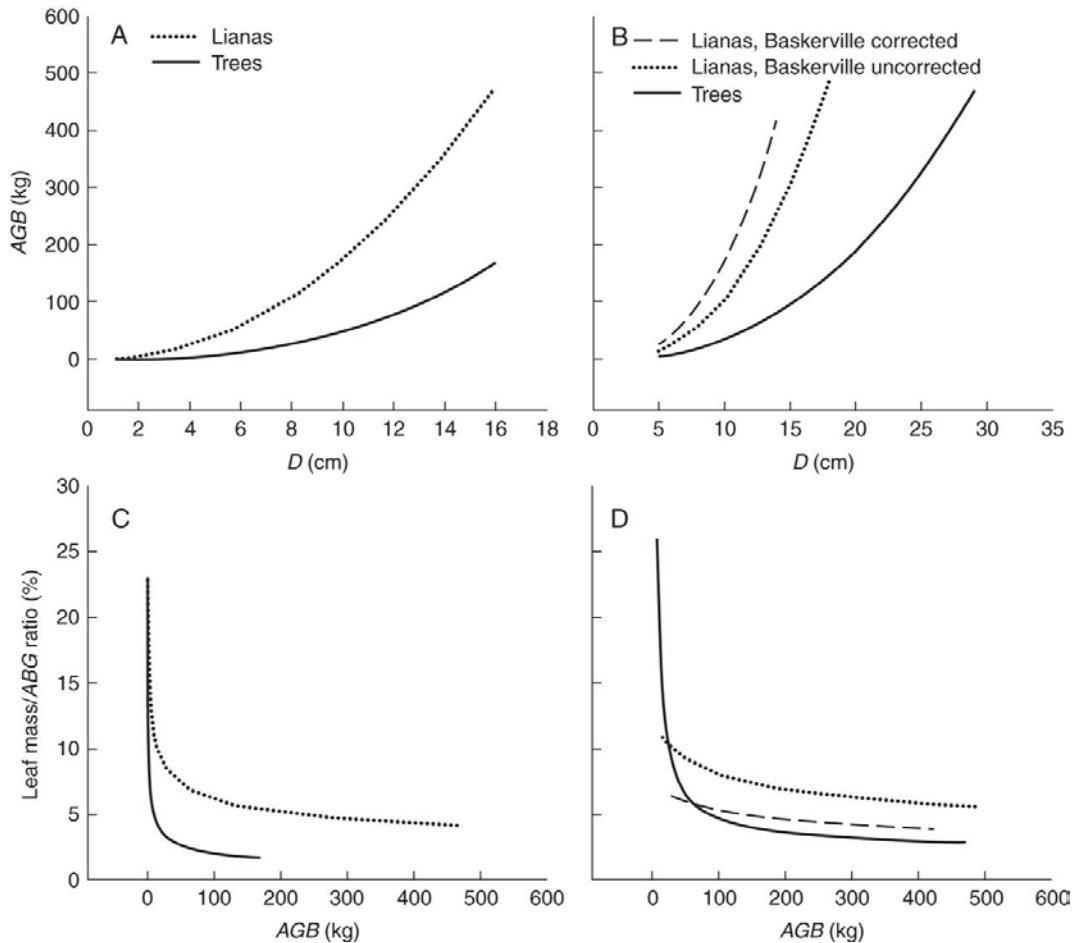 600
500
400
300
200
100
0
AGB (kg)
A
Lianas
Trees
0 2 4 6 8 10 12 14 16 18
D (cm)
B
Lianas, Baskerville corrected
Lianas, Baskerville uncorrected
Trees
0 5 10 15 20 25 30 35
D (cm)
30
25
20
15
10
5
0
Leaf mass/ABG ratio (%)
C
0 100 200 300 400 500 600
AGB (kg)
D
0 100 200 300 400 500 600
AGB (kg)